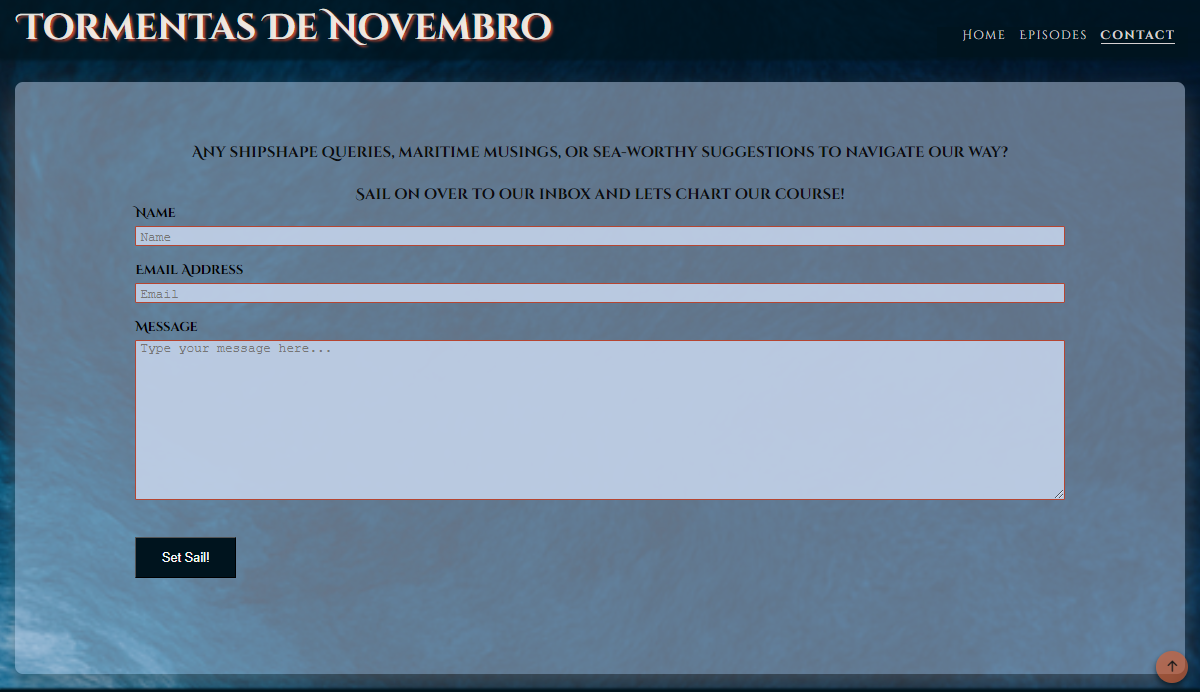 Tormentas De Novembro
Home Episodes Contact
Any shipshape queries, maritime musings, or sea-worthy suggestions to navigate our way?
Sail on over to our inbox and lets chart our course!
Name
Name
Email Address
Email
Message
Type your message here...
Set Sail!